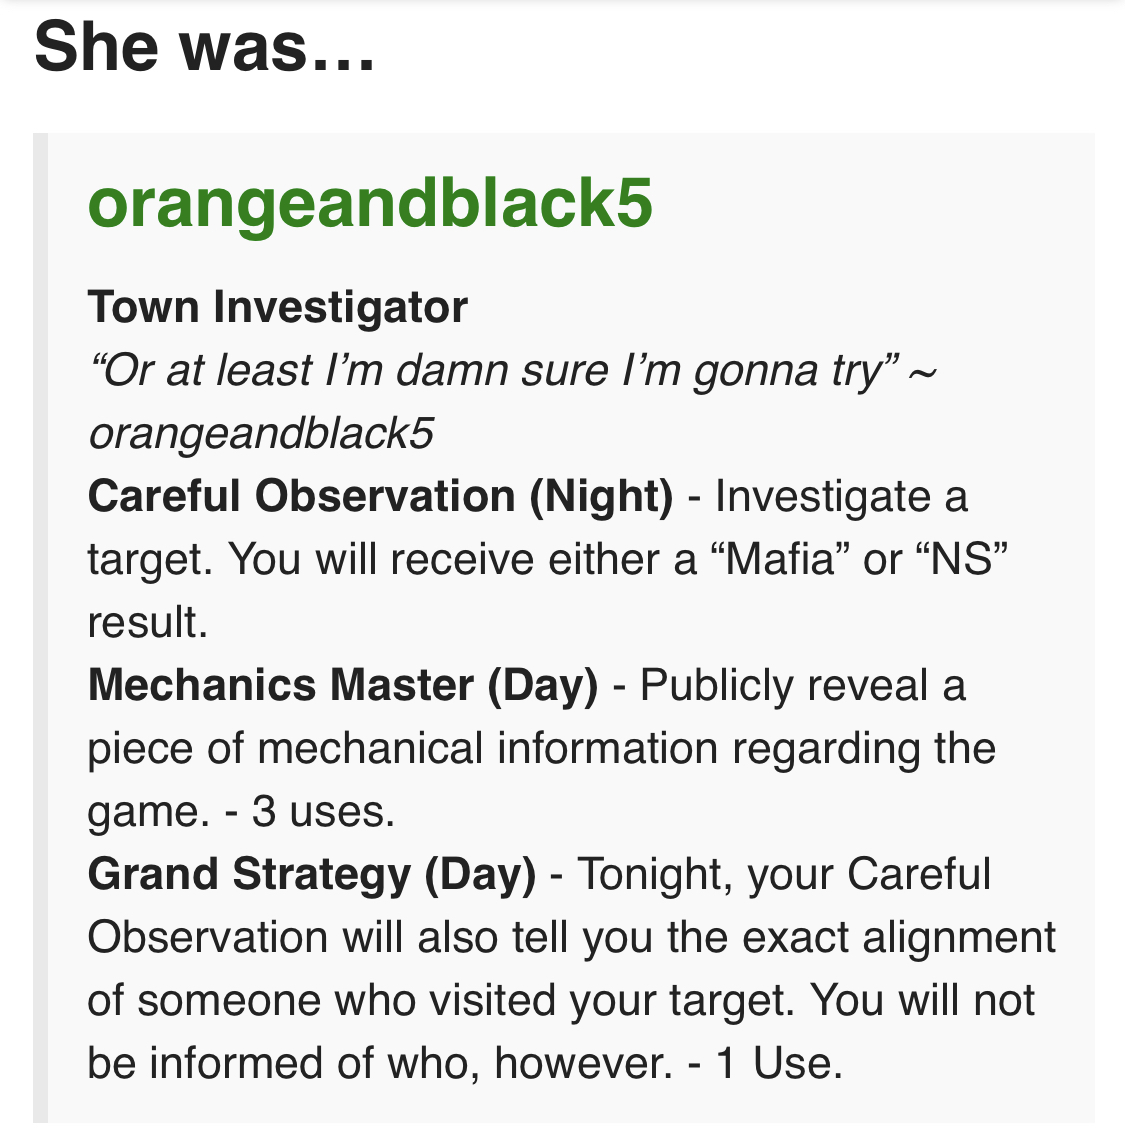 She was…
orangeandblack5
Town Investigator
“Or at least I’m damn sure I’m gonna try” ~
orangeandblack5
Careful Observation (Night) - Investigate a
target. You will receive either a “Mafia” or “NS”
result.
Mechanics Master (Day) - Publicly reveal a
piece of mechanical information regarding the
game. - 3 uses.
Grand Strategy (Day) - Tonight, your Careful
Observation will also tell you the exact alignment
of someone who visited your target. You will not
be informed of who, however. - 1 Use.